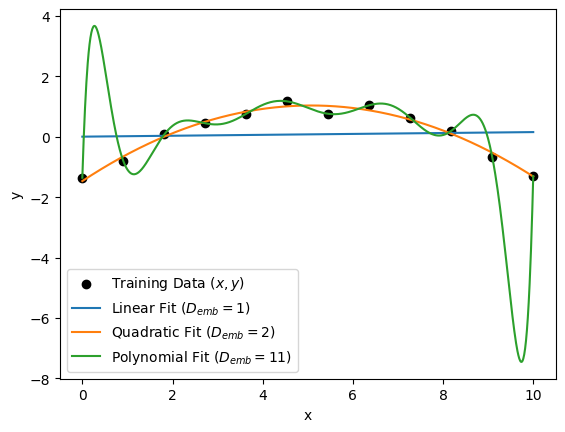 4
2
0
−2
−4
−6
−8
y
Training Data (x, y)
Linear Fit (D_emb = 1)
Quadratic Fit (D_emb = 2)
Polynomial Fit (D_emb = 11)
0 2 4 6 8 10
x